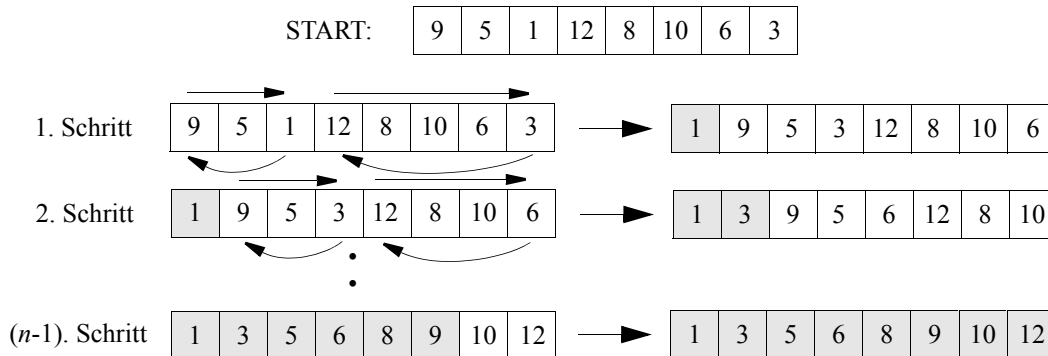 START: 9 5 1 12 8 10 6 3
1. Schritt 9 5 1 12 8 10 6 3 1 9 5 3 12 8 10 6
2. Schritt 1 9 5 3 12 8 10 6 1 3 9 5 6 12 8 10
(n-1). Schritt 1 3 5 6 8 9 10 12 1 3 5 6 8 9 10 12